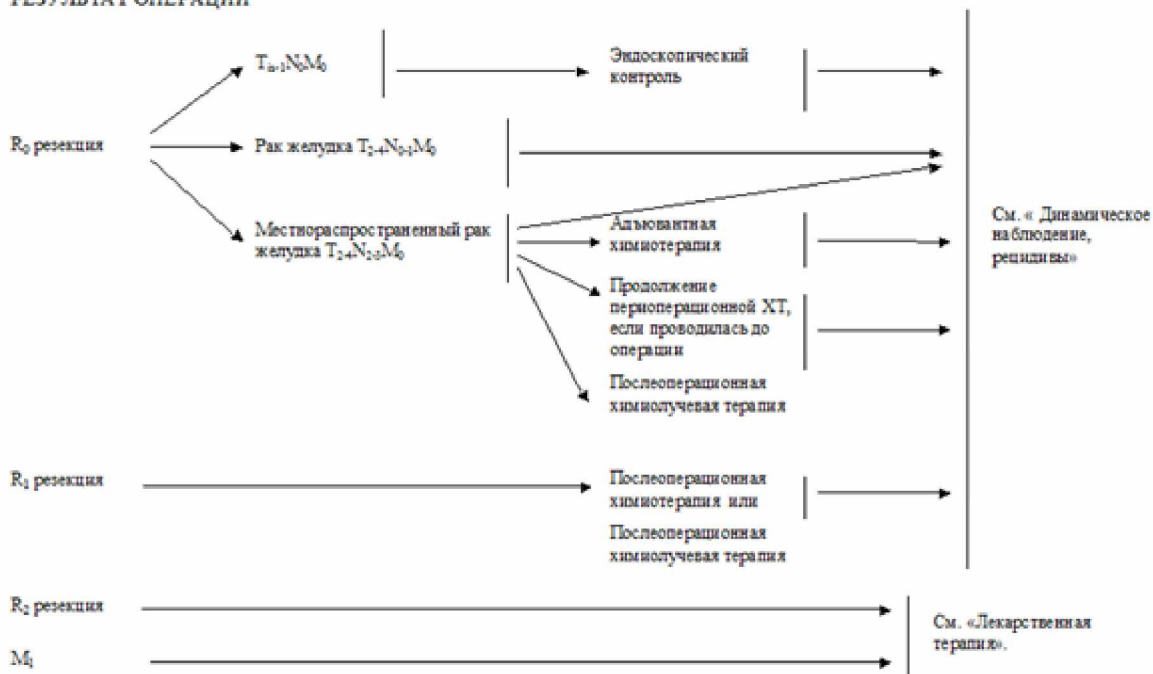 РЕЗУЛЬТАТ ОПЕРАЦИИ
Tis-1N0M0
Эндоскопический
контроль
R0 резекция
Рак желудка T2-4N0-1M0
Местнораспространенный рак
желудка T2-4N2-3M0
Адъювантная
химиотерапия
Продолжение
периоперационной ХТ,
если проводилась до
операции
Послеоперационная
химиолучевая терапия
См. « Динамическое
наблюдение,
рецидивы»
R1 резекция
Послеоперационная
химиотерапия или
Послеоперационная
химиолучевая терапия
R2 резекция
M1
См. «Лекарственная
терапия».